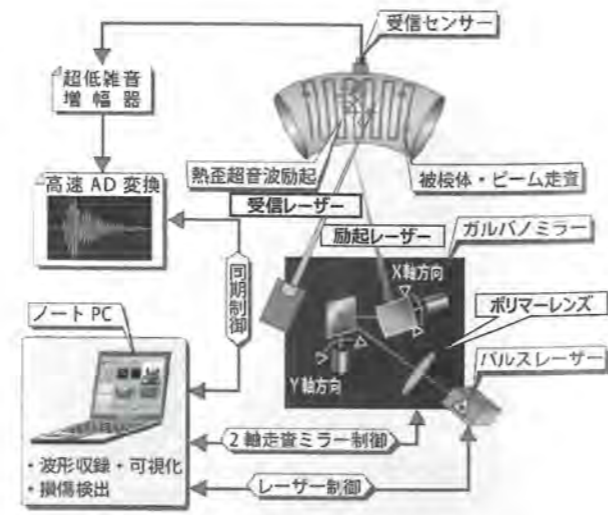 受信センサー
超低雑音
増幅器
熱歪超音波励起
被検体・ビーム走査
高速 AD 変換
受信レーザー
励起レーザー
ガルバノミラー
X軸方向
同期制御
ポリマーレンズ
ノート PC
パルスレーザー
Y軸方向
2軸走査ミラー制御
・波形収録・可視化
・損傷検出
レーザー制御